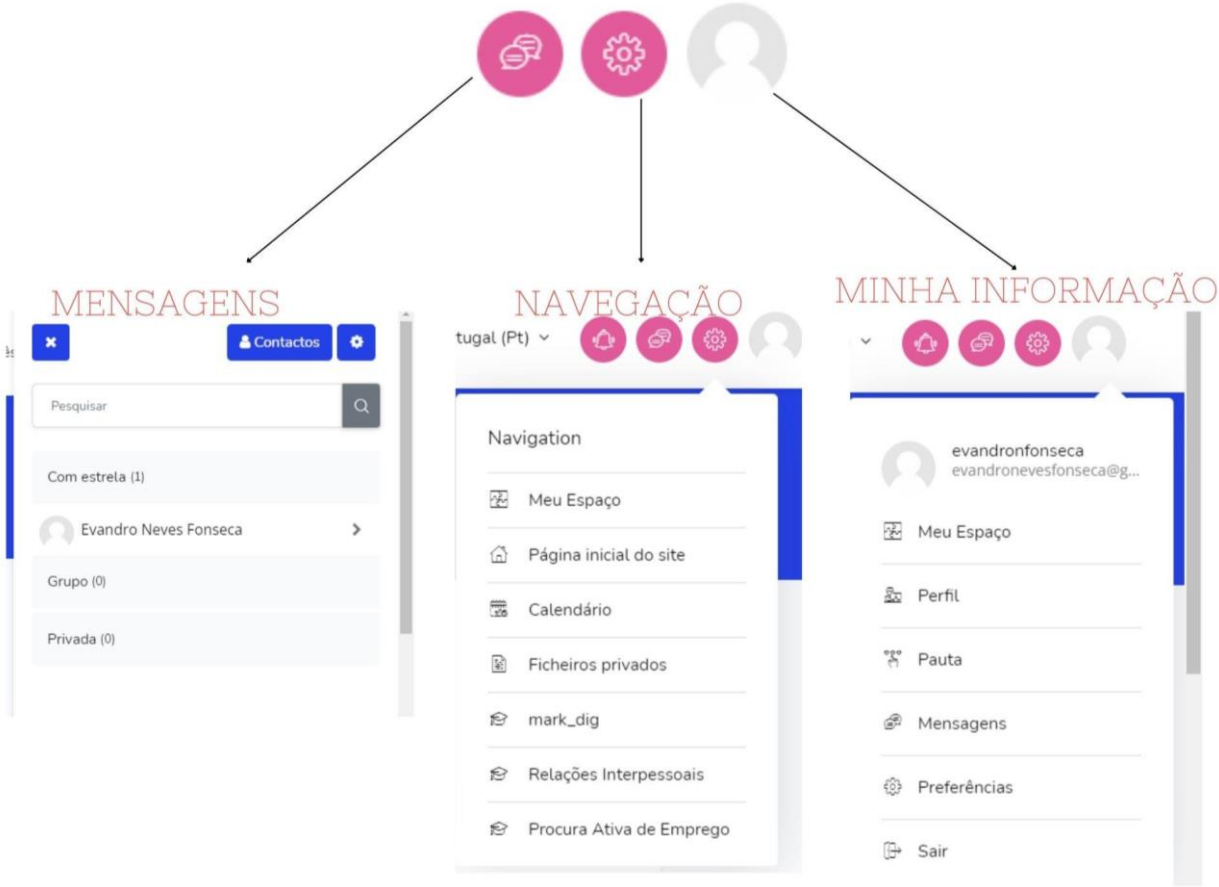 MENSAGENS
Contactos
Pesquisar
Com estrela (1)
Evandro Neves Fonseca
Grupo (0)
Privada (0)
NAVEGAÇÃO
tugal (Pt)
Navigation
Meu Espaço
Página inicial do site
Calendário
Ficheiros privados
mark_dig
Relações Interpessoais
Procura Ativa de Emprego
MINHA INFORMAÇÃO
evandronfonseca
evandronevesfonseca@g...
Meu Espaço
Perfil
Pauta
Mensagens
Preferências
Sair